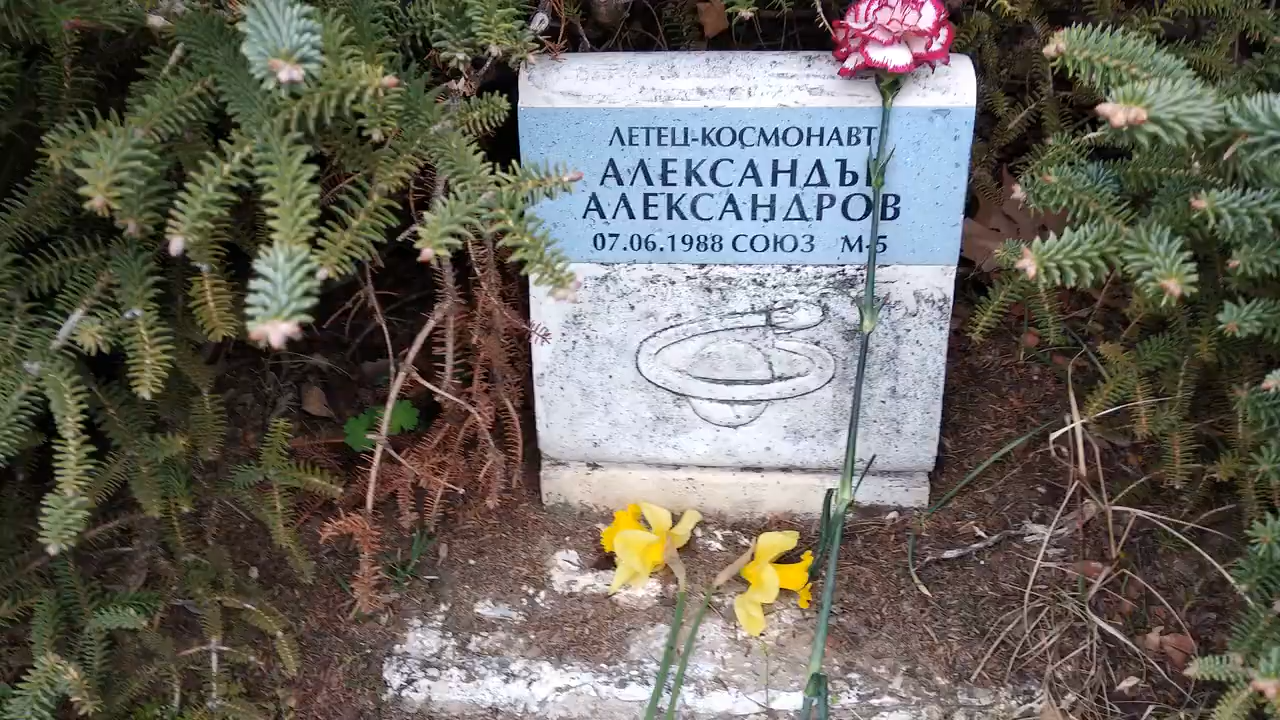 ЛЕТЕЦ-КОСМОНАВТ
АЛЕКСАНДЪР
АЛЕКСАНДРОВ
07.06.1988 СОЮЗ М-5